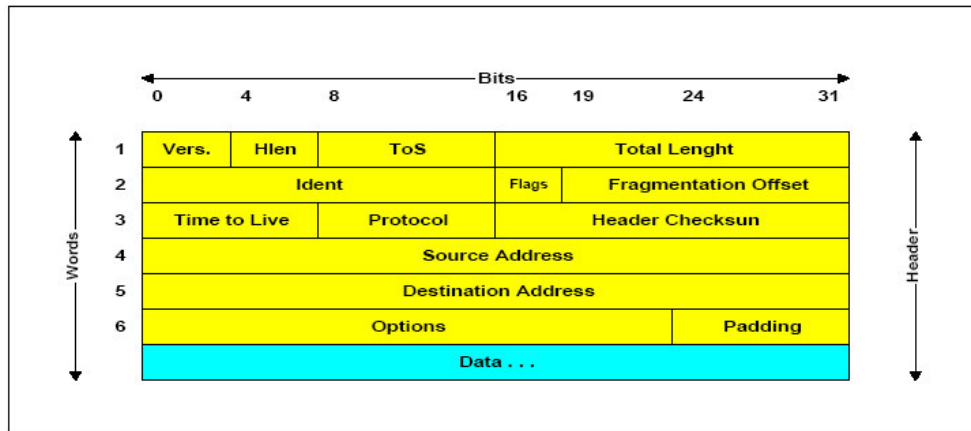 Bits
0 4 8 16 19 24 31
1 Vers. Hlen ToS Total Lenght
2 Ident Flags Fragmentation Offset
3 Time to Live Protocol Header Checksun
4 Source Address
5 Destination Address
6 Options Padding
Data . . .
Words
Header